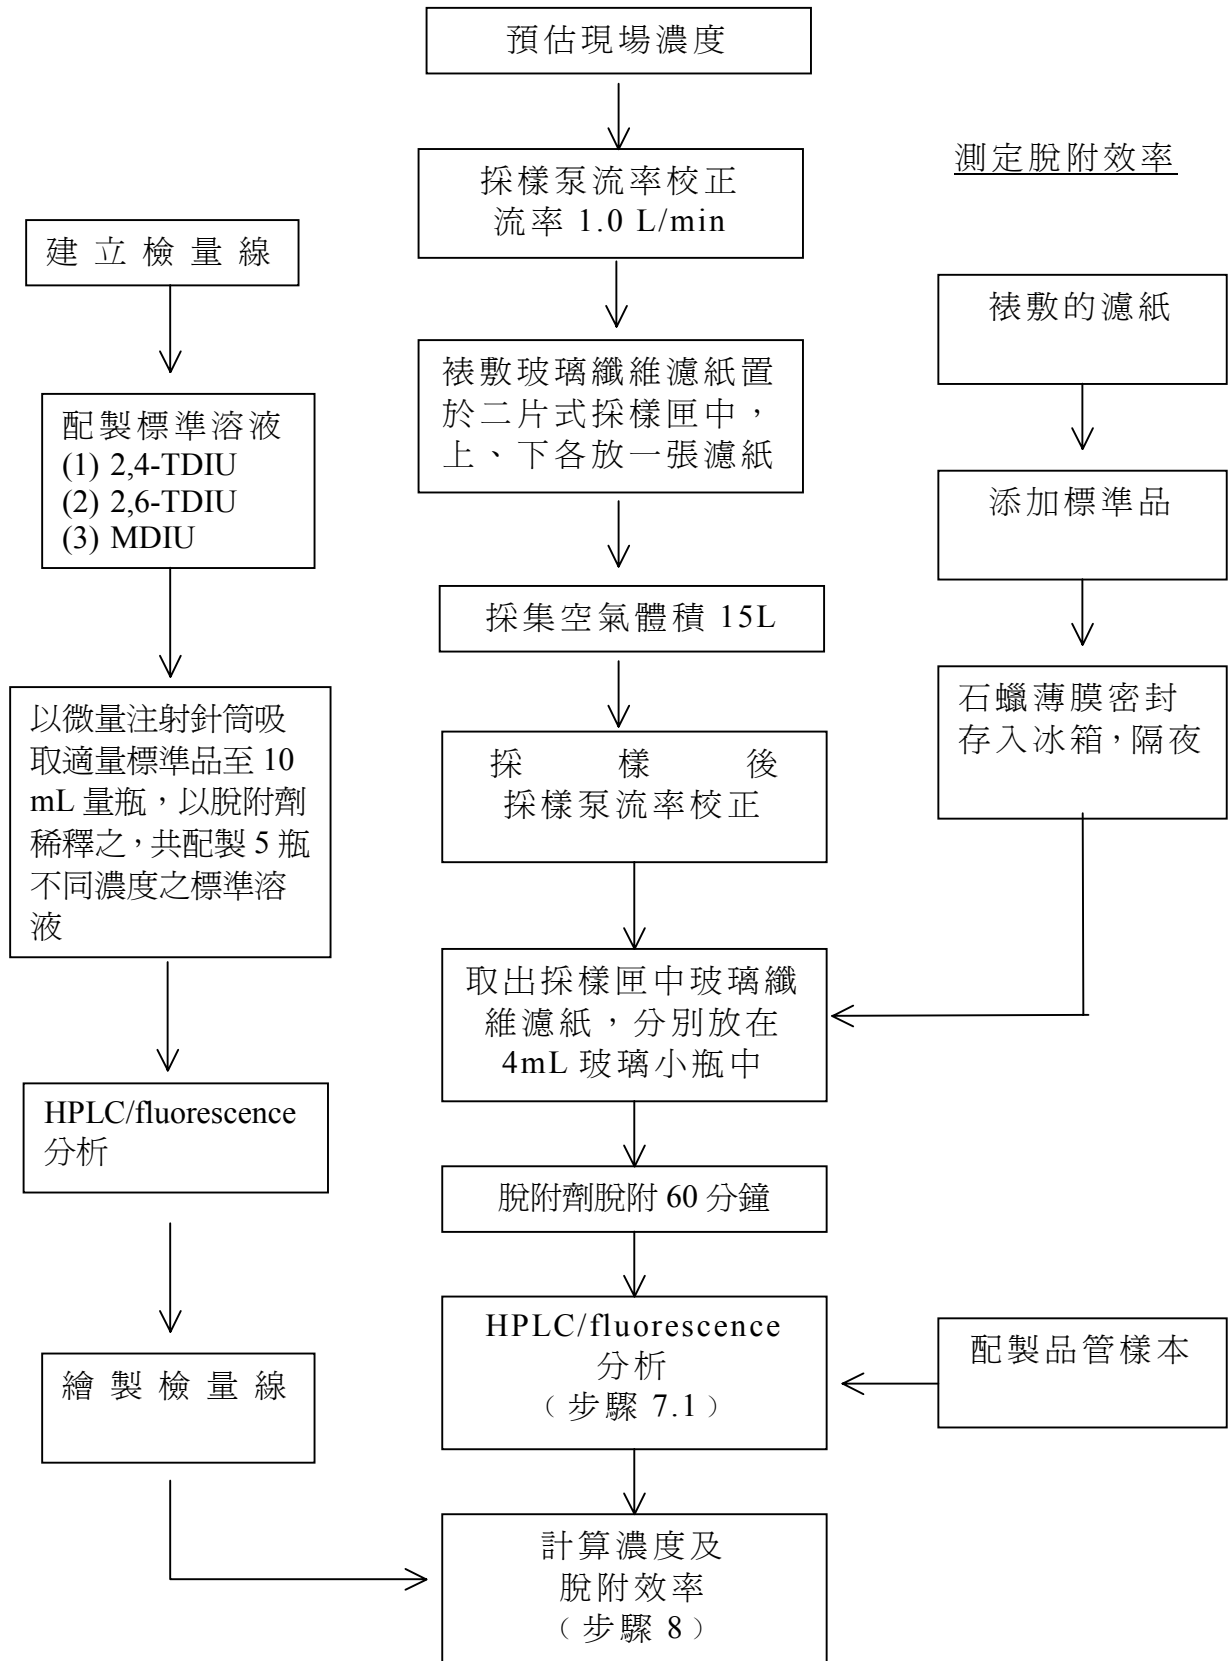 預估現場濃度
採樣泵流率校正
流率 1.0 L/min
裱敷玻璃纖維濾紙置
於二片式採樣匣中，
上、下各放一張濾紙
採集空氣體積 15L
採樣後
採樣泵流率校正
取出採樣匣中玻璃纖
維濾紙，分別放在
4mL 玻璃小瓶中
脫附劑脫附 60 分鐘
HPLC/fluorescence
分析
（步驟 7.1）
計算濃度及
脫附效率
（步驟 8）
建立檢量線
配製標準溶液
(1) 2,4-TDIU
(2) 2,6-TDIU
(3) MDIU
以微量注射針筒吸
取適量標準品至 10
mL 量瓶，以脫附劑
稀釋之，共配製 5 瓶
不同濃度之標準溶
液
HPLC/fluorescence
分析
繪製檢量線
測定脫附效率
裱敷的濾紙
添加標準品
石蠟薄膜密封
存入冰箱，隔夜
配製品管樣本